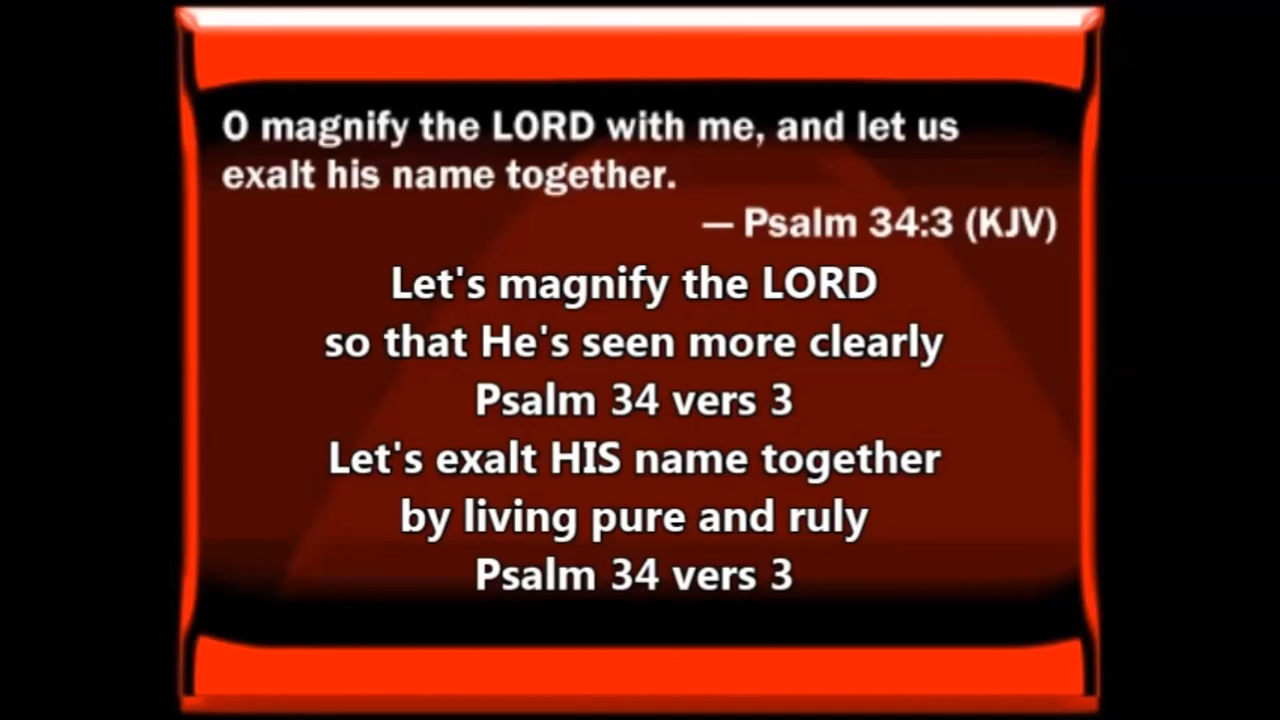 O magnify the LORD with me, and let us
exalt his name together.
— Psalm 34:3 (KJV)
Let's magnify the LORD
so that He's seen more clearly
Psalm 34 vers 3
Let's exalt HIS name together
by living pure and ruly
Psalm 34 vers 3